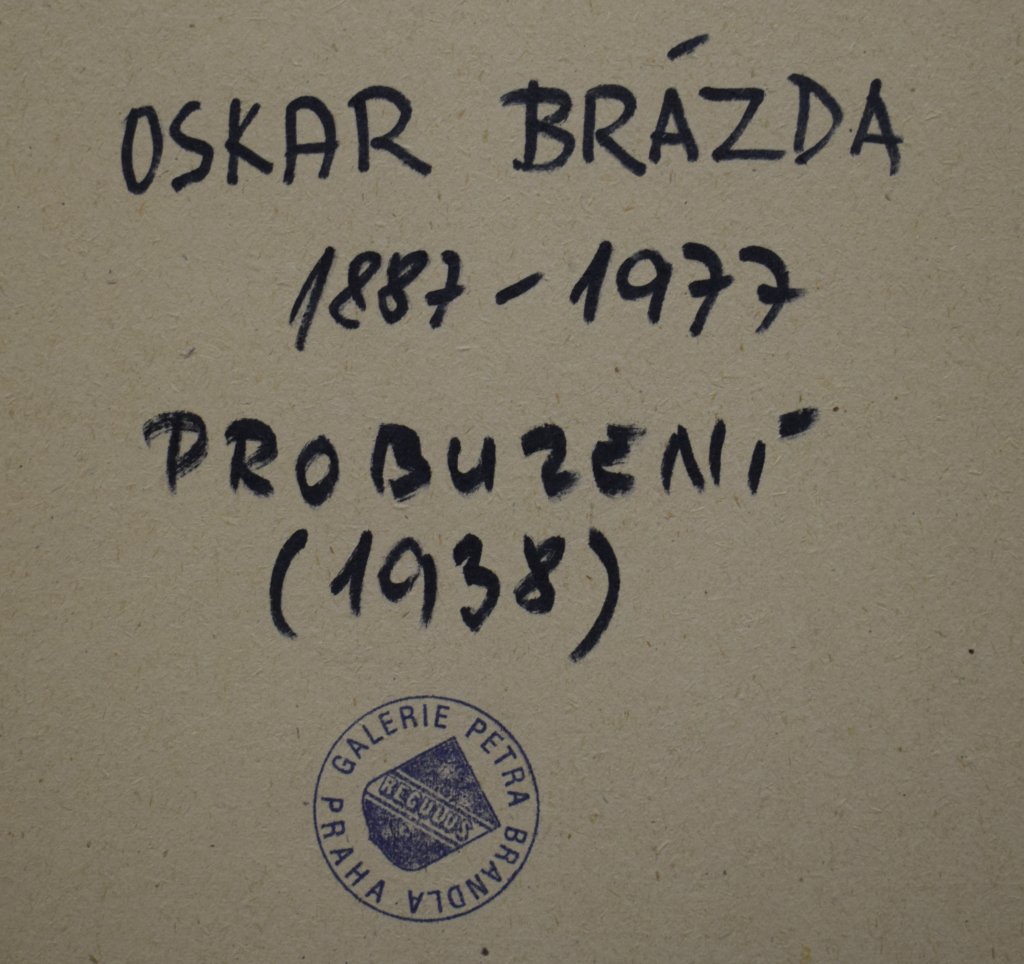 OSKAR BRÁZDA
1887-1977
PROBUZENÍ
(1938)
GALERIE PETRA BRANDLA PRAHA
REGULUS